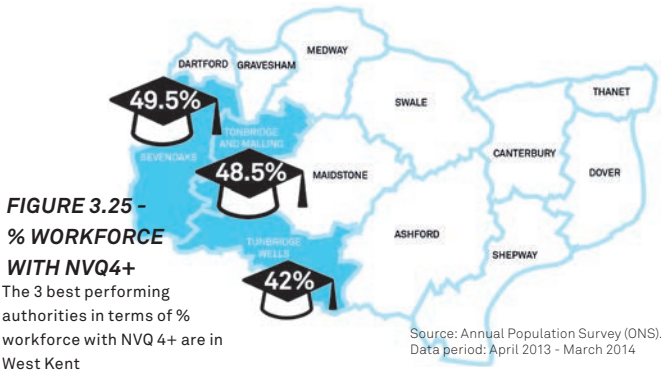 MEDWAY
DARTFORD
GRAVESHAM
THANET
49.5%
SWALE
TONBRIDGE
AND MALLING
SEVENOAKS
CANTERBURY
48.5%
MAIDSTONE
DOVER
FIGURE 3.25 -
% WORKFORCE
WITH NVQ4+
The 3 best performing
authorities in terms of %
workforce with NVQ 4+ are in
West Kent
ASHFORD
TUNBRIDGE
WELLS
SHEPWAY
42%
Source: Annual Population Survey (ONS).
Data period: April 2013 - March 2014